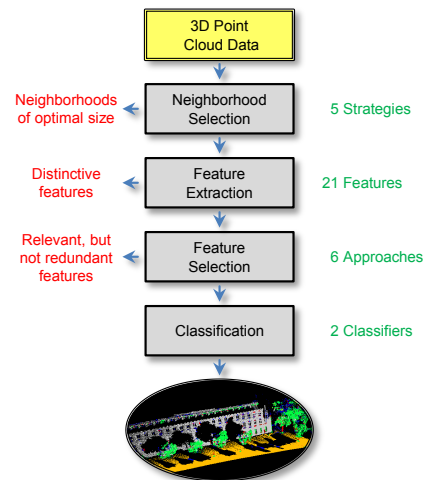 3D Point
Cloud Data
Neighborhoods
of optimal size
Neighborhood
Selection
5 Strategies
Distinctive
features
Feature
Extraction
21 Features
Relevant, but
not redundant
features
Feature
Selection
6 Approaches
Classification
2 Classifiers